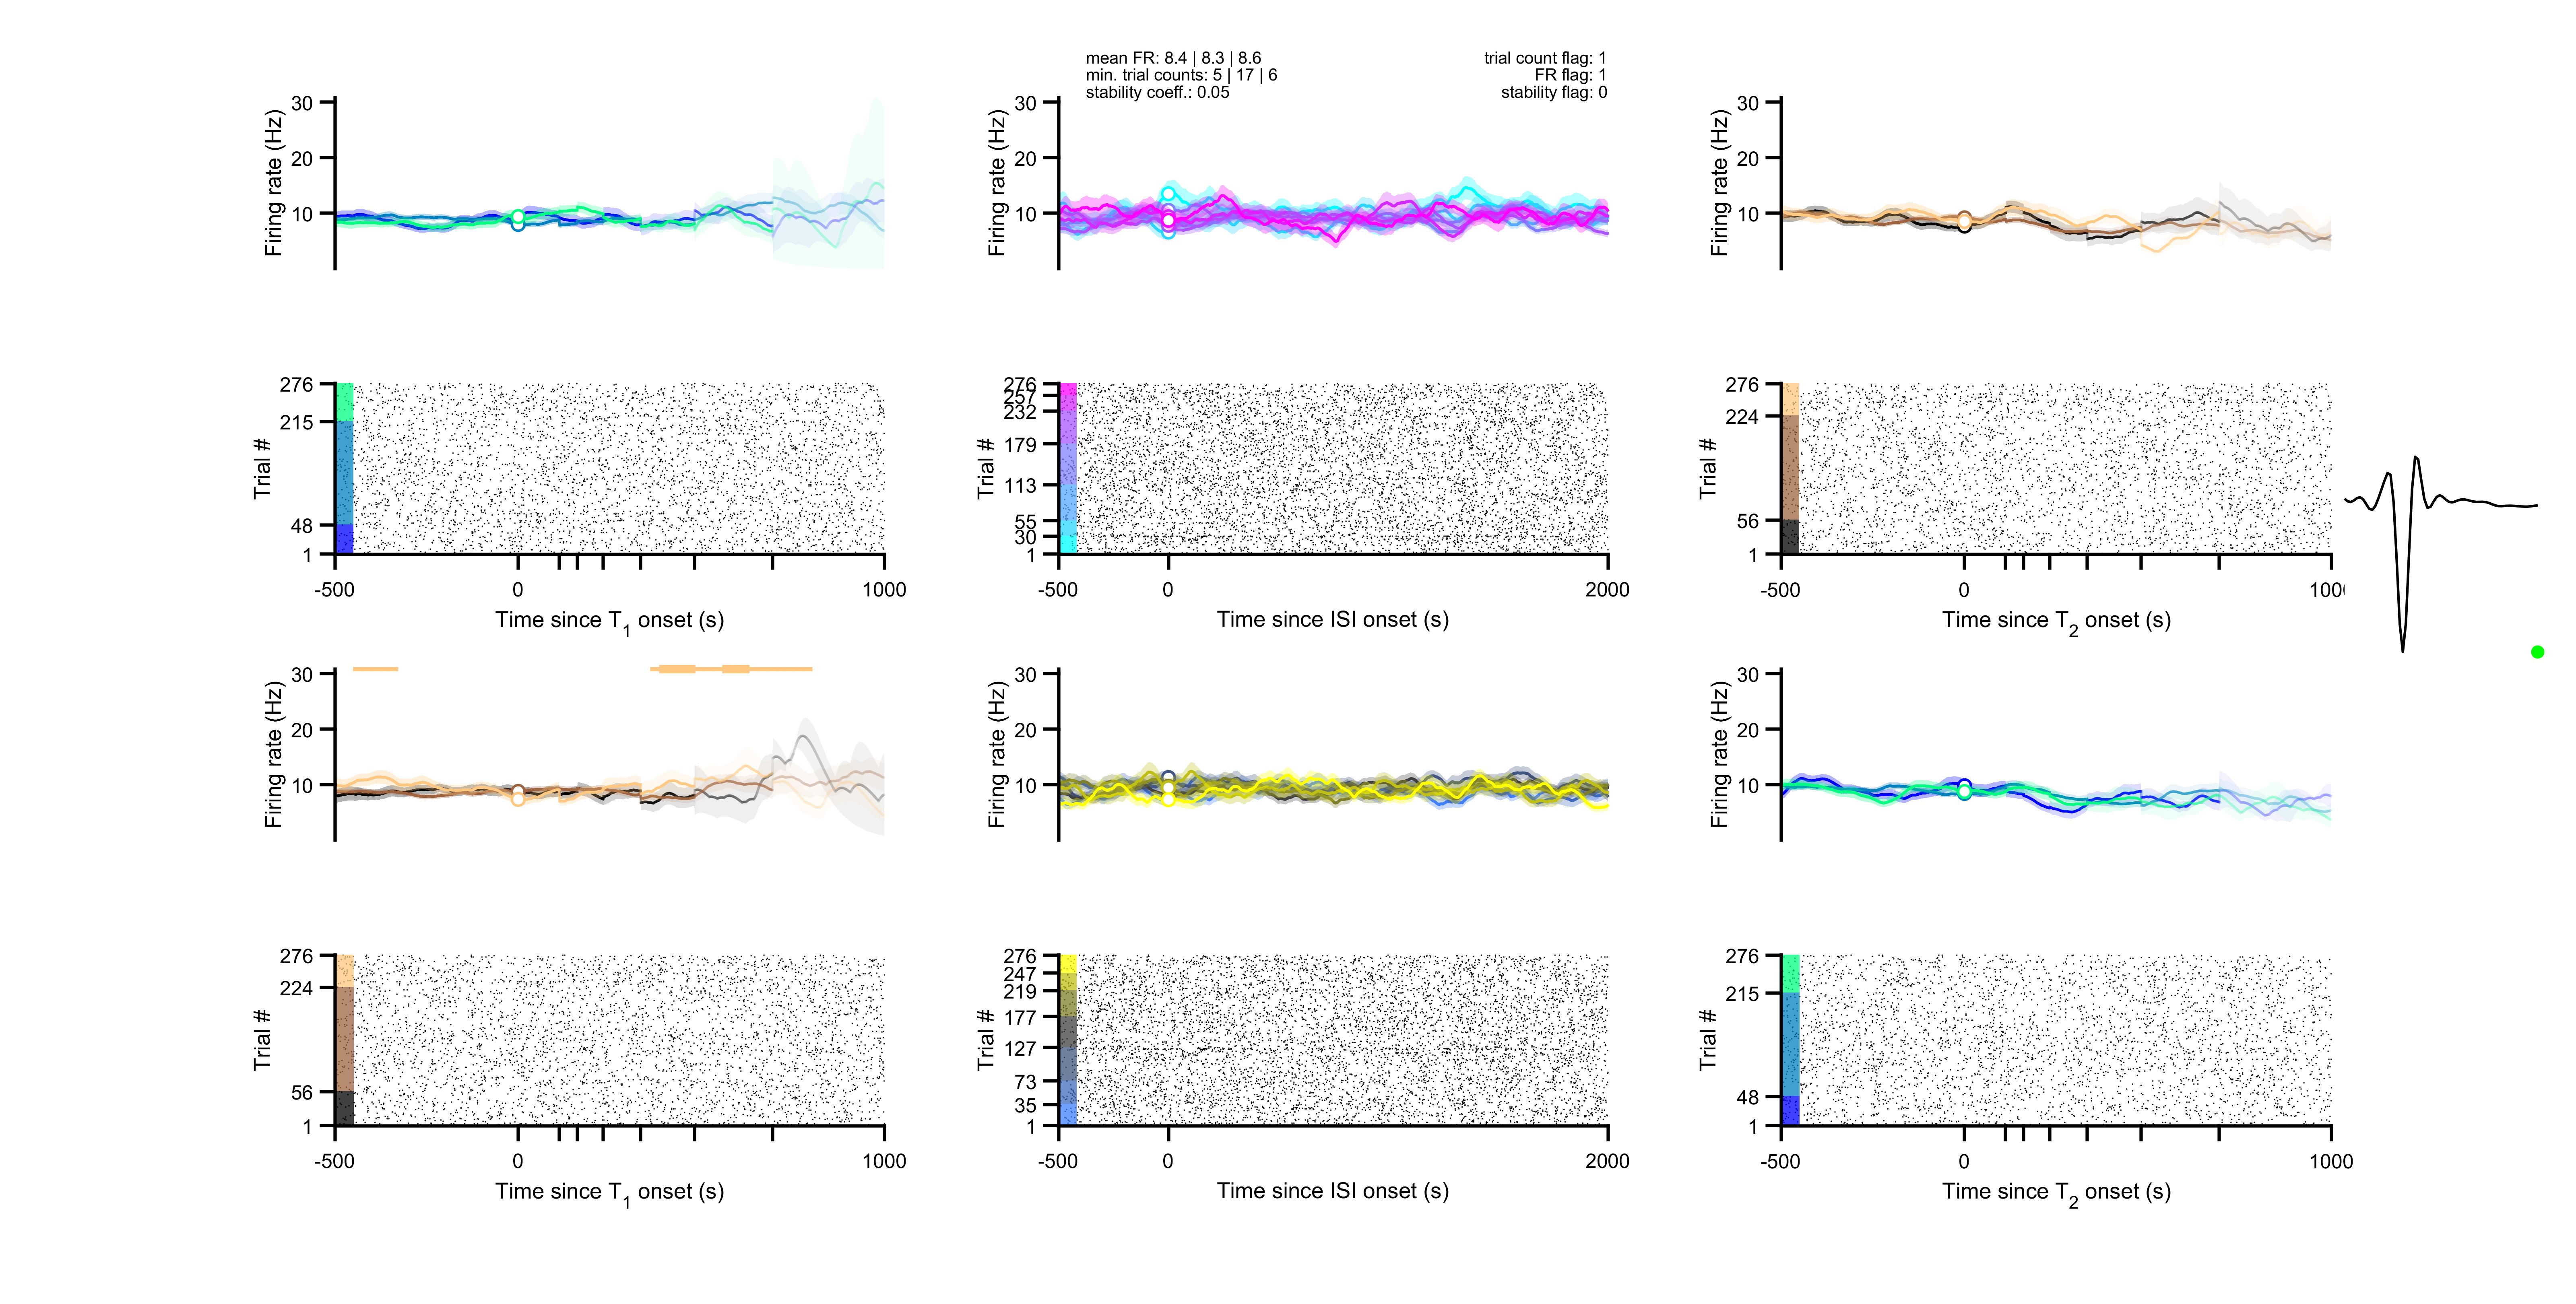 mean FR: 8.4 | 8.3 | 8.6
min. trial counts: 5 | 17 | 6
stability coeff.: 0.05
trial count flag: 1
FR flag: 1
stability flag: 0
Firing rate (Hz)
30
20
10
Firing rate (Hz)
30
20
10
Firing rate (Hz)
30
20
10
Trial #
276
215
48
1
-500
0
1000
Time since T1 onset (s)
Trial #
276
257
232
179
113
55
30
1
-500
0
2000
Time since ISI onset (s)
Trial #
276
224
56
1
-500
0
100
Time since T2 onset (s)
Firing rate (Hz)
30
20
10
Firing rate (Hz)
30
20
10
Firing rate (Hz)
30
20
10
Trial #
276
224
56
1
-500
0
1000
Time since T1 onset (s)
Trial #
276
247
219
177
127
73
35
1
-500
0
2000
Time since ISI onset (s)
Trial #
276
215
48
1
-500
0
1000
Time since T2 onset (s)